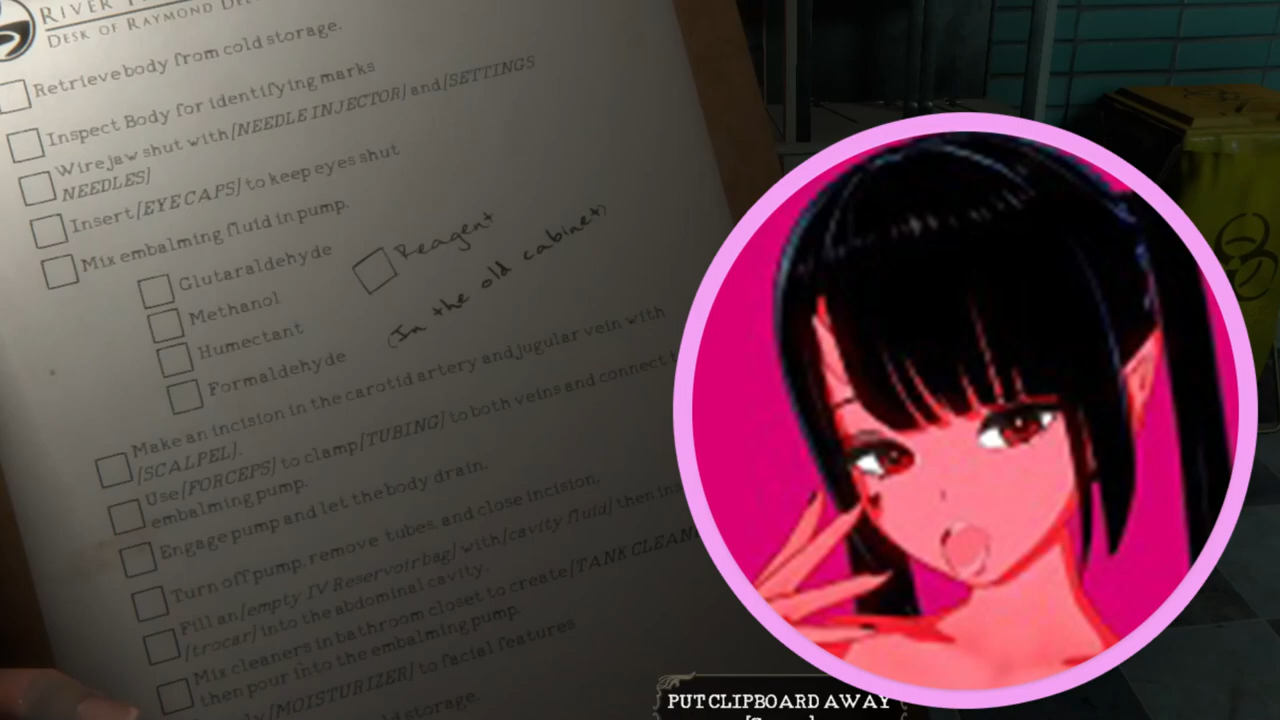 RIVER
DESK OF RAYMOND
Retrieve body from cold storage.
Inspect Body for identifying marks
Wire jaw shut with [NEEDLE INJECTOR] and [SETTINGS
NEEDLES]
Insert [EYE CAPS] to keep eyes shut
Mix embalming fluid in pump.
Glutaraldehyde
Reagent
(In the old cabinet)
Methanol
Humectant
Formaldehyde
Make an incision in the carotid artery and jugular vein with
[SCALPEL].
Use [FORCEPS] to clamp [TUBING] to both veins and connect
embalming pump.
Engage pump and let the body drain.
Turn off pump, remove tubes, and close incision.
Fill an [empty IV Reservoir bag] with [cavity fluid] then
[trocar] into the abdominal cavity.
Mix cleaners in bathroom closet to create [TANK
then pour into the embalming pump.
[MOISTURIZER] to facial features
storage.
PUT CLIPBOARD AWAY